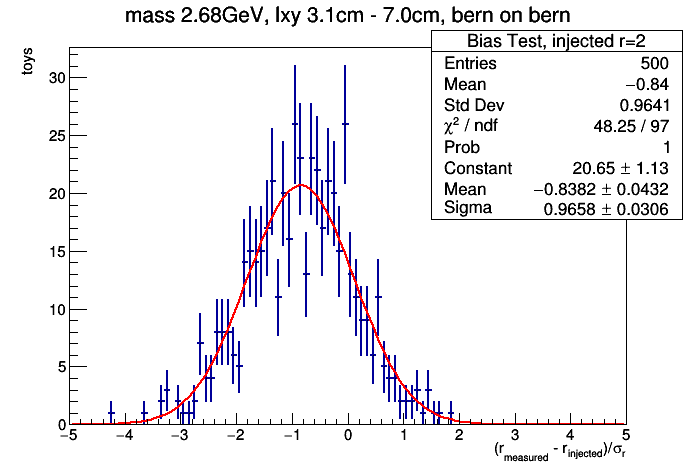 mass 2.68GeV, lxy 3.1cm - 7.0cm, bern on bern
toys
Bias Test, injected r=2
Entries 500
Mean −0.84
Std Dev 0.9641
χ² / ndf 48.25 / 97
Prob 1
Constant 20.65 ± 1.13
Mean −0.8382 ± 0.0432
Sigma 0.9658 ± 0.0306
30
25
20
15
10
5
0
−5 −4 −3 −2 −1 0 1 2 3 4 5
(r_measured - r_injected)/σ_r